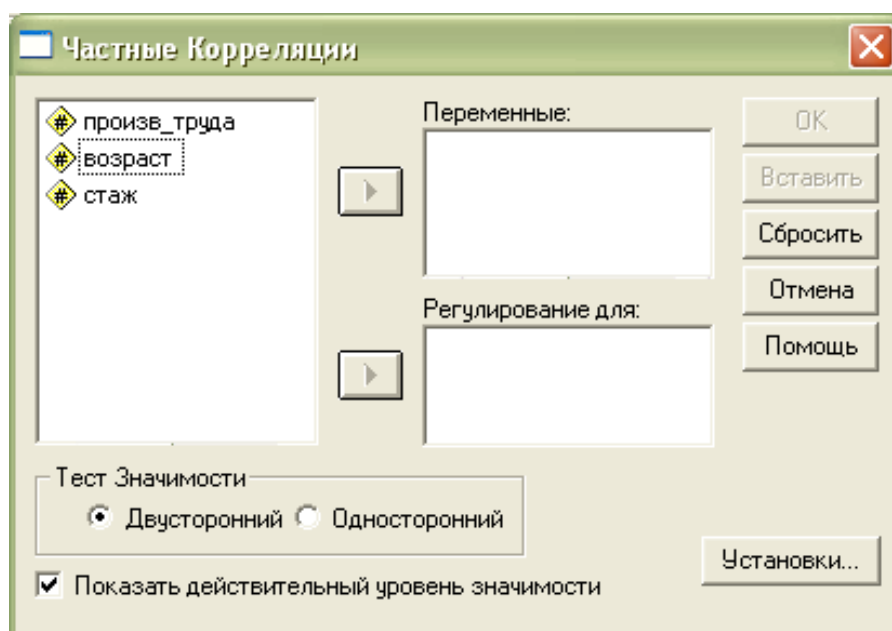 Частные Корреляции
произв_труда
возраст
стаж
Переменные:
Регулирование для:
OK
Вставить
Сбросить
Отмена
Помощь
Тест Значимости
Двусторонний
Односторонний
Показать действительный уровень значимости
Установки...